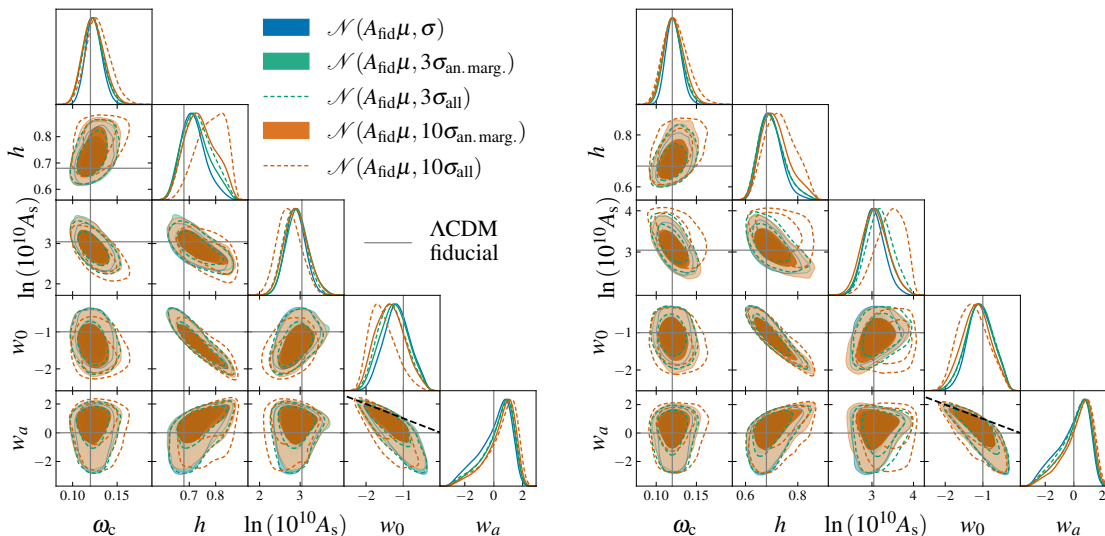 𝒩(A_fid μ, σ)
𝒩(A_fid μ, 3σ_an. marg.)
𝒩(A_fid μ, 3σ_all)
𝒩(A_fid μ, 10σ_an. marg.)
𝒩(A_fid μ, 10σ_all)
ΛCDM
fiducial
h
0.8
0.7
0.6
ln(10^10 A_s)
3
2
w_0
−1
−2
w_a
2
0
−2
0.10 0.15 0.7 0.8 2 3 −2 −1 −2 0 2
ω_c h ln(10^10 A_s) w_0 w_a
h
0.8
0.6
ln(10^10 A_s)
4
3
w_0
−1
−2
w_a
2
0
−2
0.10 0.15 0.6 0.8 3 4 −2 −1 −2 0 2
ω_c h ln(10^10 A_s) w_0 w_a